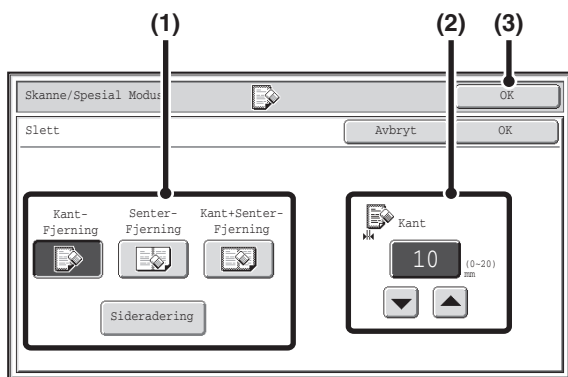 (1) (2) (3)
Skanne/Spesial Modus OK
Slett Avbryt OK
Kant-
Fjerning
Senter-
Fjerning
Kant+Senter-
Fjerning
Sideradering
Kant
10 (0~20)
mm